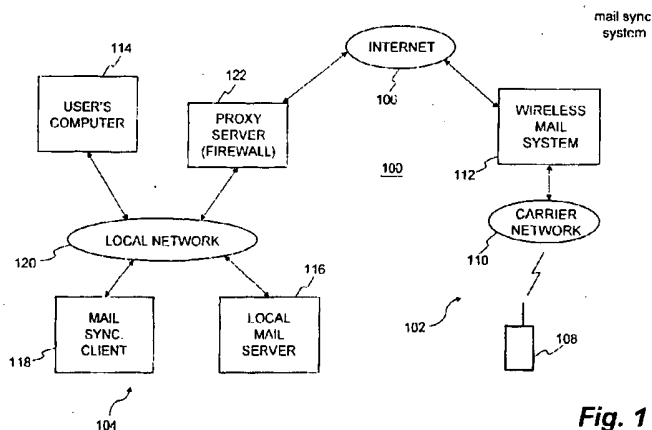 mail sync
system
114
INTERNET
122
106
USER'S
COMPUTER
PROXY
SERVER
(FIREWALL)
WIRELESS
MAIL
SYSTEM
100
112
CARRIER
NETWORK
LOCAL NETWORK
120
110
116
MAIL
SYNC.
CLIENT
LOCAL
MAIL
SERVER
102
118
108
104
Fig. 1